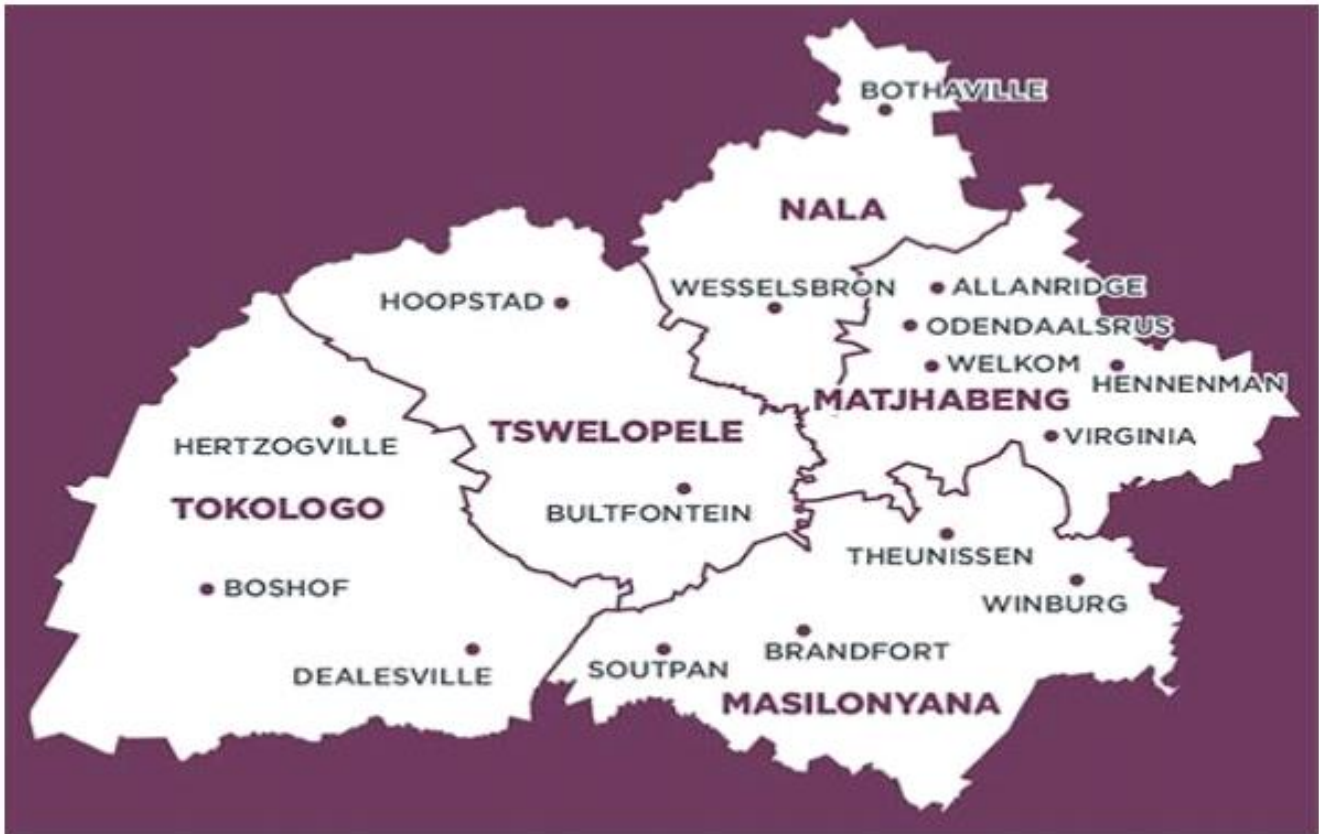 BOTHAVILLE
NALA
WESSELSBRON
ALLANRIDGE
HOOPSTAD
ODENDAALSRUS
WELKOM
HENNENMAN
MATJHABENG
TSWELOPELE
VIRGINIA
HERTZOGVILLE
TOKOLOGO
BULTFONTEIN
THEUNISSEN
BOSHOF
WINBURG
BRANDFORT
SOUTPAN
DEALESVILLE
MASILONYANA